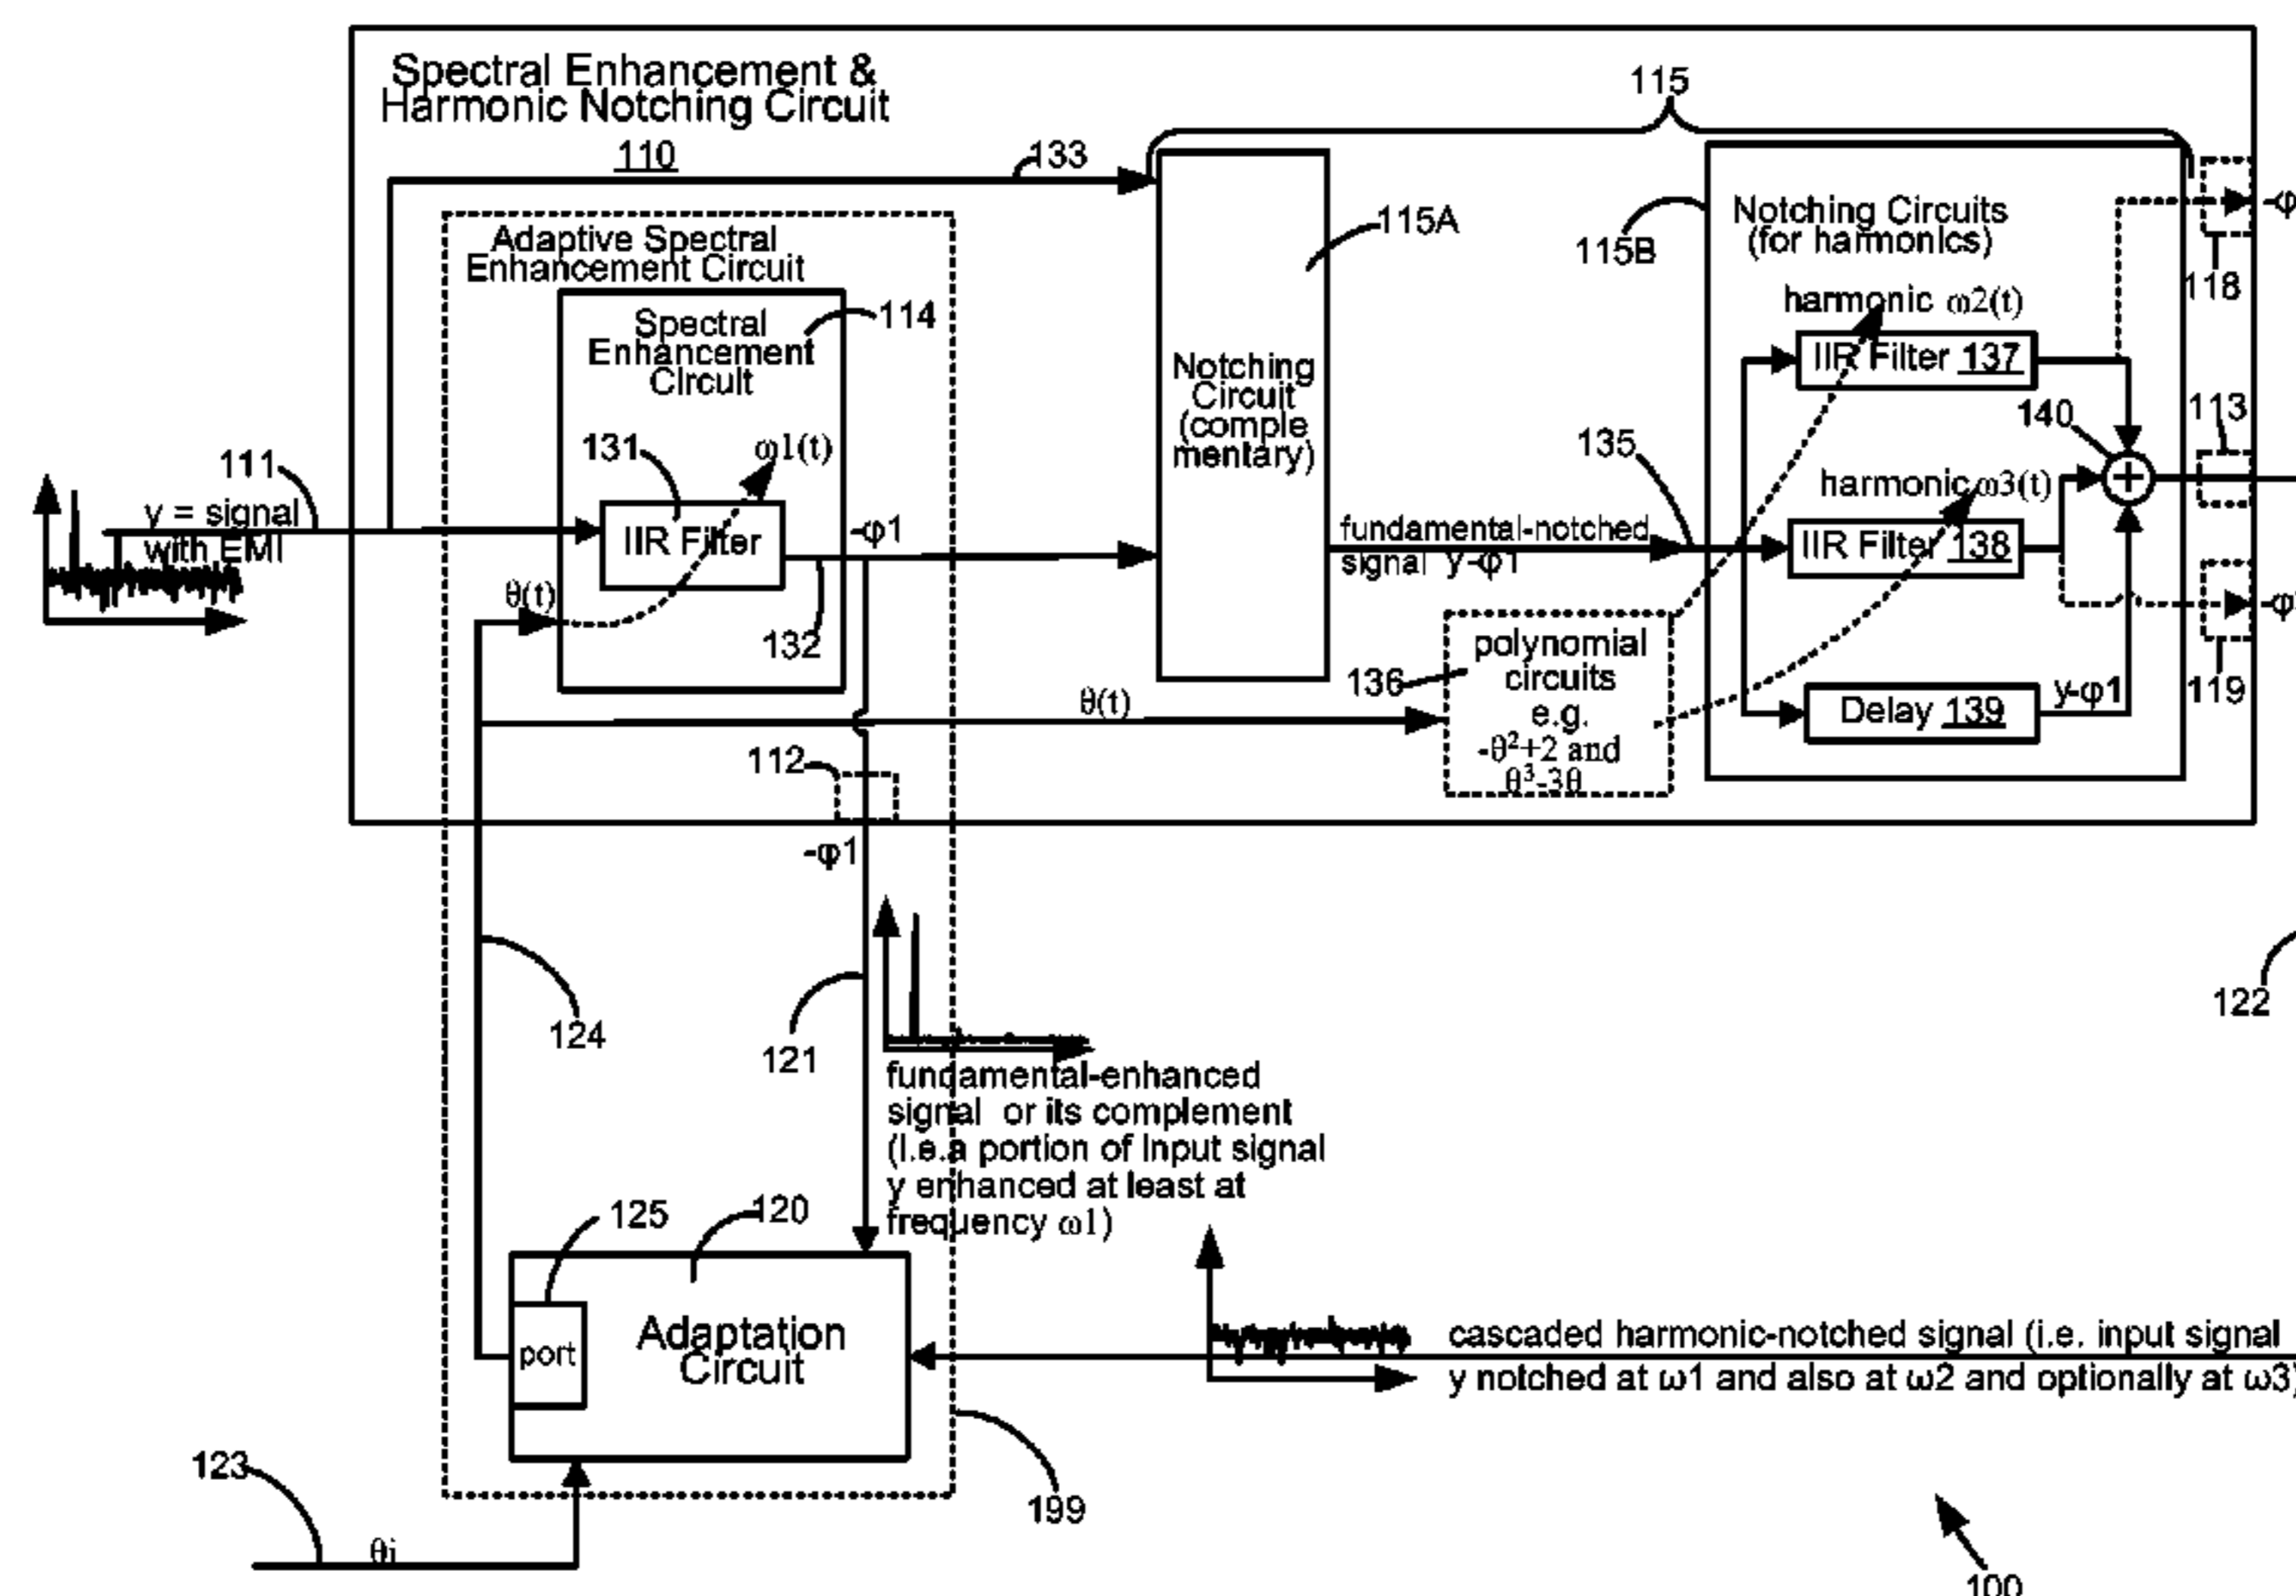 Spectral Enhancement &
Harmonic Notching Circuit
110
133
115
Adaptive Spectral
Enhancement Circuit
Spectral
Enhancement
Circuit
114
131
ω1(t)
IIR Filter
111
y = signal
with EMI
θ(t)
132
-φ1
Notching
Circuit
(comple
mentary)
115A
115B
Notching Circuits
(for harmonics)
harmonic ω2(t)
IIR Filter 137
140
harmonic ω3(t)
IIR Filter 138
+
Delay 139
y-φ1
135
fundamental-notched
signal y-φ1
118
113
119
-φ
-φ
136
polynomial
circuits
e.g.
-θ²+2 and
θ³-3θ
θ(t)
112
-φ1
124
121
122
fundamental-enhanced
signal or its complement
(i.e.a portion of input signal
y enhanced at least at
frequency ω1)
125
120
port
Adaptation
Circuit
cascaded harmonic-notched signal (i.e. input signal
y notched at ω1 and also at ω2 and optionally at ω3)
123
θi
199
100